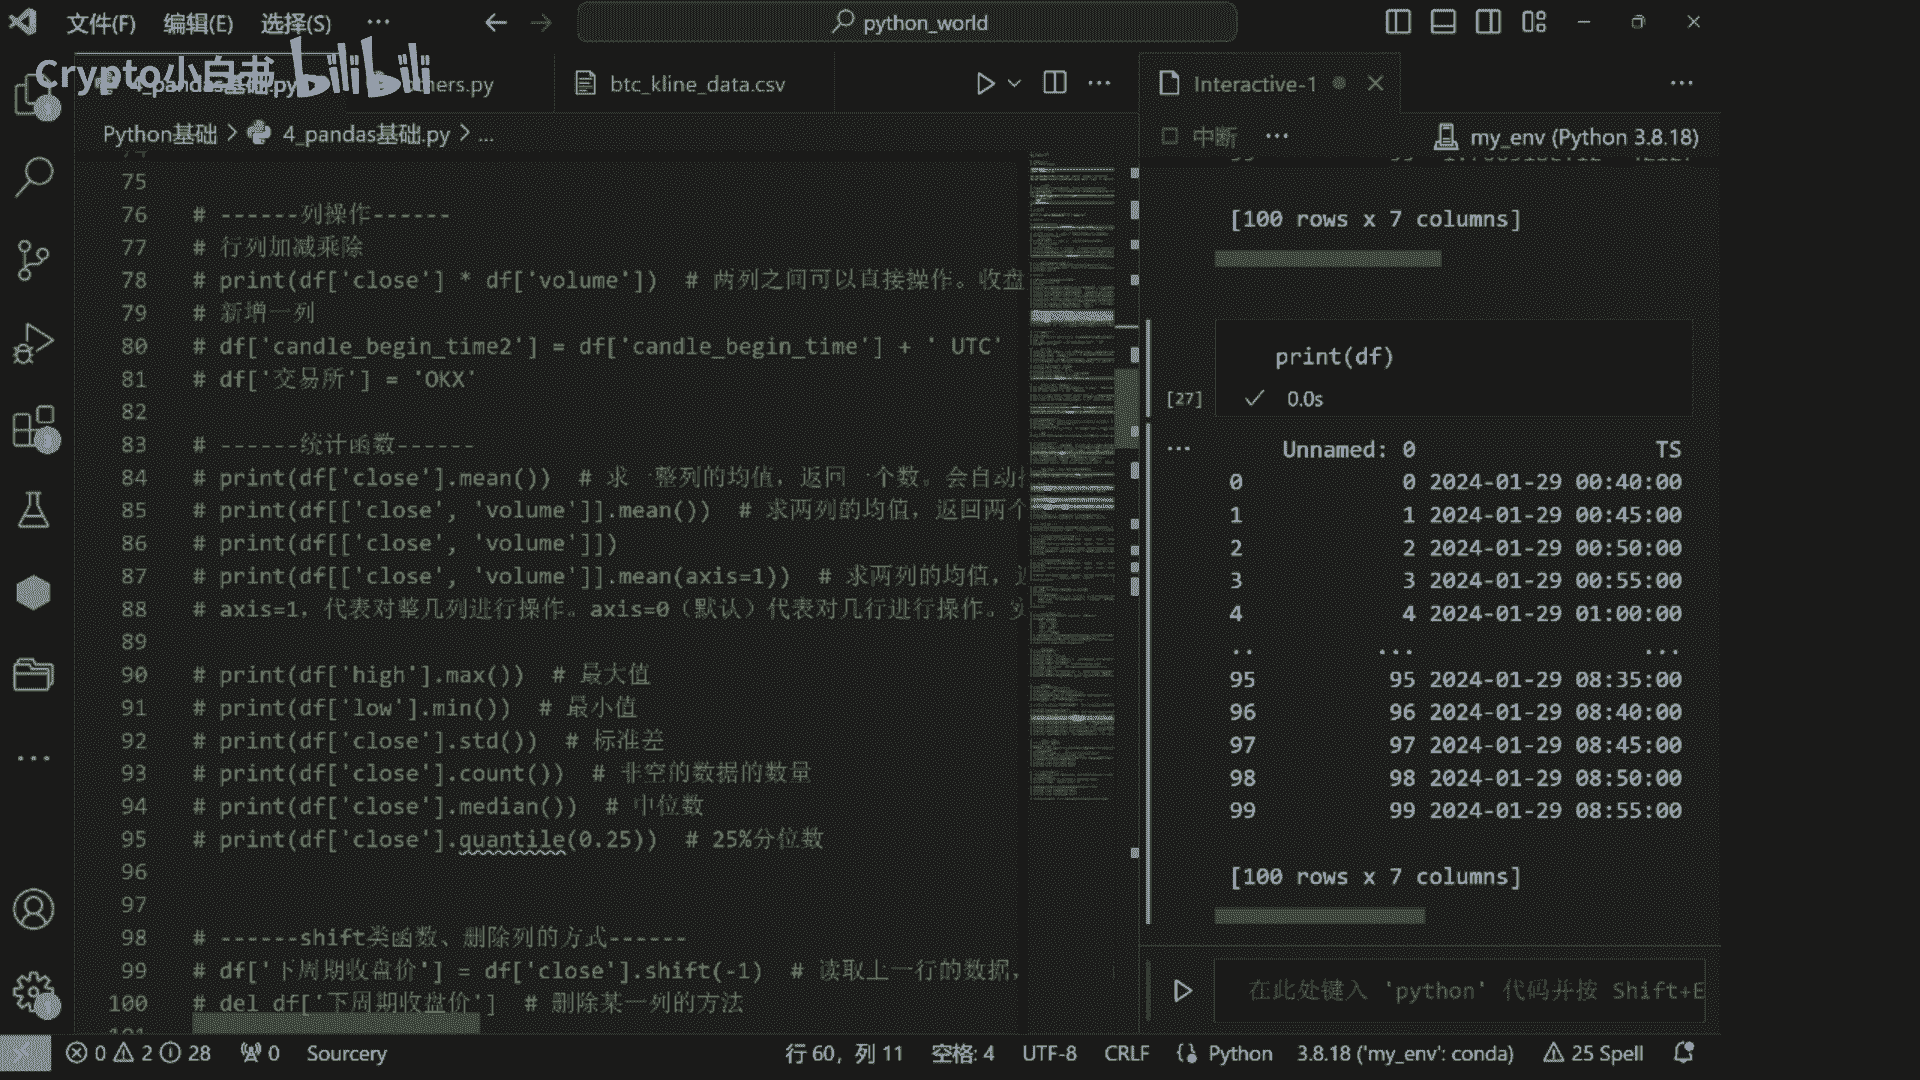 文件(F) 编辑(E) 选择(S) ··· python_world
Crypto小白书 bilibili
4_pandas基础.py hers.py btc_kline_data.csv Interactive-1
Python基础 > 4_pandas基础.py > ...
中断 ··· my_env (Python 3.8.18)
75
76 # ------列操作------
77 # 行列加减乘除
78 # print(df['close'] * df['volume']) # 两列之间可以直接操作。收盘
79 # 新增一列
80 # df['candle_begin_time2'] = df['candle_begin_time'] + ' UTC'
81 # df['交易所'] = 'OKX'
82
83 # ------统计函数------
84 # print(df['close'].mean()) # 求一整列的均值，返回一个数。会自动
85 # print(df[['close', 'volume']].mean()) # 求两列的均值，返回两个
86 # print(df[['close', 'volume']])
87 # print(df[['close', 'volume']].mean(axis=1)) # 求两列的均值，
88 # axis=1，代表对整几列进行操作。axis=0（默认）代表对几行进行操作。
89
90 # print(df['high'].max()) # 最大值
91 # print(df['low'].min()) # 最小值
92 # print(df['close'].std()) # 标准差
93 # print(df['close'].count()) # 非空的数据的数量
94 # print(df['close'].median()) # 中位数
95 # print(df['close'].quantile(0.25)) # 25%分位数
96
97
98 # ------shift类函数、删除列的方式------
99 # df['下周期收盘价'] = df['close'].shift(-1) # 读取上一行的数据，
100 # del df['下周期收盘价'] # 删除某一列的方法
[100 rows x 7 columns]
print(df)
[27] 0.0s
Unnamed: 0 TS
0 0 2024-01-29 00:40:00
1 1 2024-01-29 00:45:00
2 2 2024-01-29 00:50:00
3 3 2024-01-29 00:55:00
4 4 2024-01-29 01:00:00
.. ... ...
95 95 2024-01-29 08:35:00
96 96 2024-01-29 08:40:00
97 97 2024-01-29 08:45:00
98 98 2024-01-29 08:50:00
99 99 2024-01-29 08:55:00
[100 rows x 7 columns]
在此处键入 'python' 代码并按 Shift+E
0 2 28 0 Sourcery 行 60，列 11 空格: 4 UTF-8 CRLF Python 3.8.18 ('my_env': conda) 25 Spell